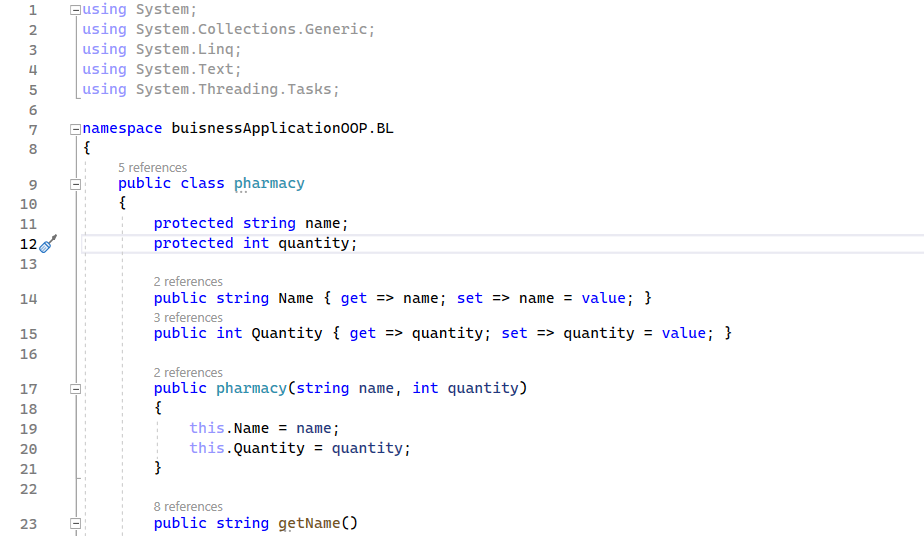 1 using System;
2 using System.Collections.Generic;
3 using System.Linq;
4 using System.Text;
5 using System.Threading.Tasks;
6
7 namespace buisnessApplicationOOP.BL
8 {
5 references
9 public class pharmacy
10 {
11 protected string name;
12 protected int quantity;
13
2 references
14 public string Name { get => name; set => name = value; }
3 references
15 public int Quantity { get => quantity; set => quantity = value; }
16
2 references
17 public pharmacy(string name, int quantity)
18 {
19 this.Name = name;
20 this.Quantity = quantity;
21 }
22
8 references
23 public string getName()